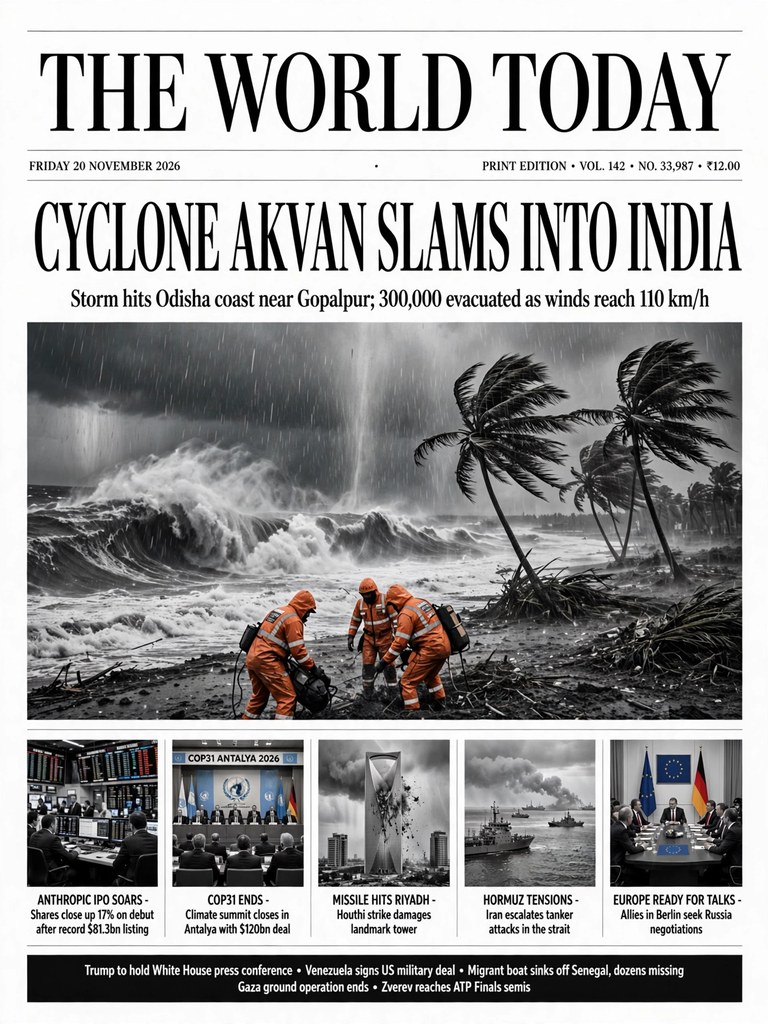 THE WORLD TODAY
FRIDAY 20 NOVEMBER 2026
•
PRINT EDITION • VOL. 142 • NO. 33,987 • ₹12.00
CYCLONE AKVAN SLAMS INTO INDIA
Storm hits Odisha coast near Gopalpur; 300,000 evacuated as winds reach 110 km/h
COP31 ANTALYA 2026
ANTHROPIC IPO SOARS -
Shares close up 17% on debut
after record $81.3bn listing
COP31 ENDS -
Climate summit closes in
Antalya with $120bn deal
MISSILE HITS RIYADH -
Houthi strike damages
landmark tower
HORMUZ TENSIONS -
Iran escalates tanker
attacks in the strait
EUROPE READY FOR TALKS -
Allies in Berlin seek Russia
negotiations
Trump to hold White House press conference • Venezuela signs US military deal • Migrant boat sinks off Senegal, dozens missing
Gaza ground operation ends • Zverev reaches ATP Finals semis